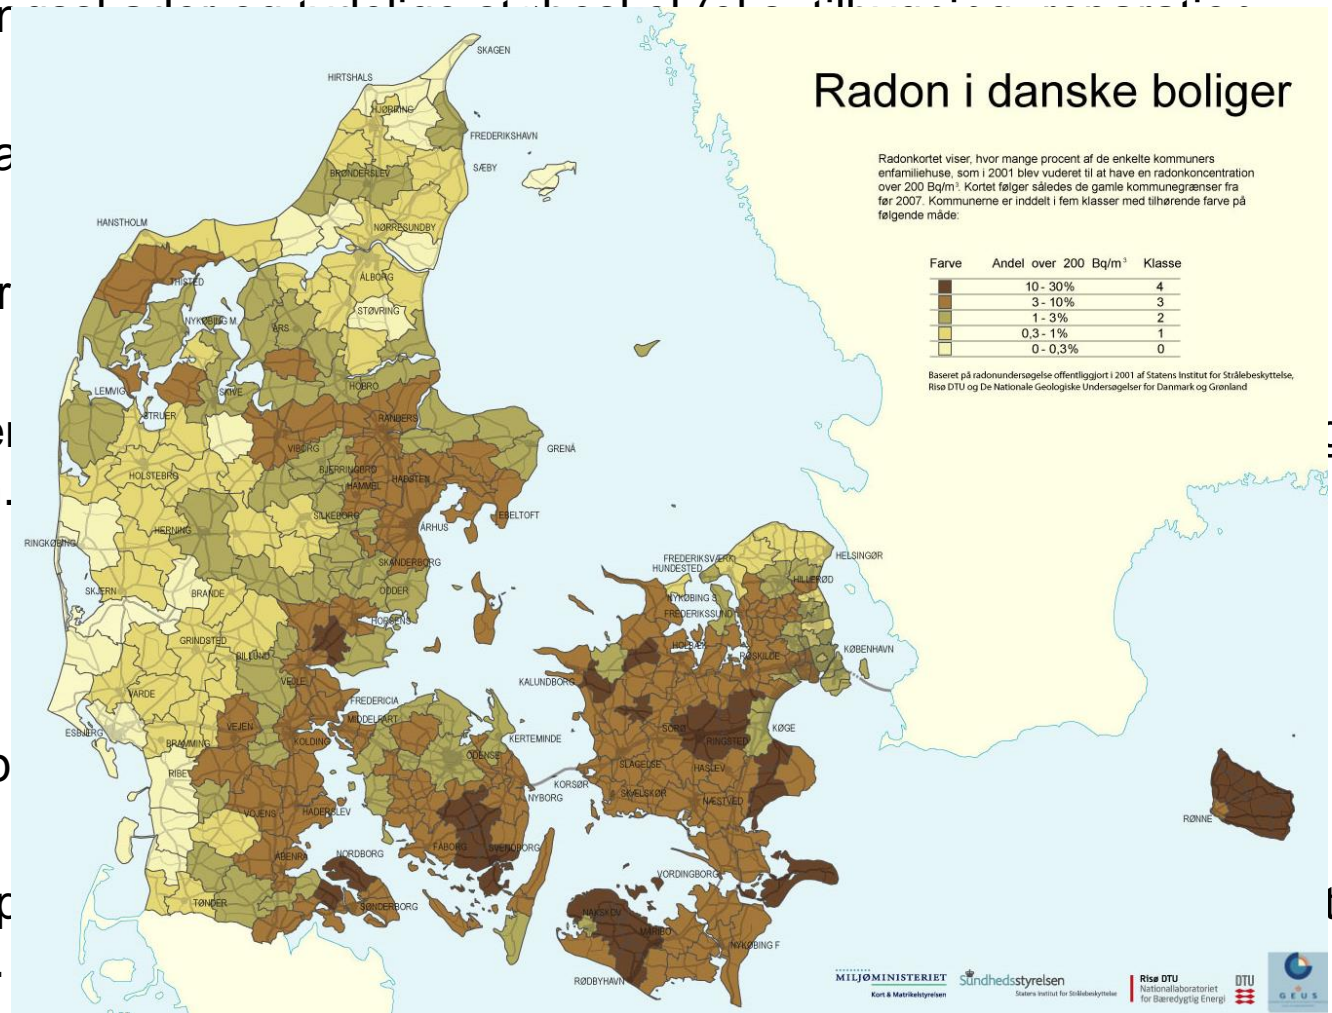 Radon i danske boliger
Radonkortet viser, hvor mange procent af de enkelte kommuners
enfamiliehuse, som i 2001 blev vuderet til at have en radonkoncentration
over 200 Bq/m³. Kortet følger således de gamle kommunegrænser fra
før 2007. Kommunerne er inddelt i fem klasser med tilhørende farve på
følgende måde:
Farve Andel over 200 Bq/m³ Klasse
10 - 30% 4
3 - 10% 3
1 - 3% 2
0,3 - 1% 1
0 - 0,3% 0
Baseret på radonundersøgelse offentliggjort i 2001 af Statens Institut for Strålebeskyttelse,
Risø DTU og De Nationale Geologiske Undersøgelser for Danmark og Grønland
SKAGEN
HIRTSHALS
HJØRRING
FREDERIKSHAVN
SÆBY
BRØNDERSLEV
HANSTHOLM
NØRRESUNDBY
THISTED
ÅLBORG
STØVRING
NYKØBING M
ÅRS
LEMVIG
SKIVE
HOBRO
STRUER
RANDERS
VIBORG
GRENÅ
BJERRINGBRO
HOLSTEBRO
HAMMEL
HADSTEN
SILKEBORG
EBELTOFT
ÅRHUS
HERNING
RINGKØBING
SKANDERBORG
SKJERN
BRANDE
ODDER
HORSENS
GRINDSTED
BILLUND
VEJLE
VARDE
FREDERICIA
MIDDELFART
ESBJERG
VEJEN
KOLDING
BRAMMING
KERTEMINDE
ODENSE
RIBE
NYBORG
VOJENS
HADERSLEV
ÅBENRÅ
NORDBORG
FÅBORG
SVENDBORG
TØNDER
SØNDERBORG
FREDERIKSVÆRK
HELSINGØR
HUNDESTED
HILLERØD
NYKØBING S
FREDERIKSSUND
HOLBÆK
ROSKILDE
KØBENHAVN
KALUNDBORG
SORØ
RINGSTED
KØGE
SLAGELSE
HASLEV
KORSØR
SKÆLSKØR
NÆSTVED
VORDINGBORG
NAKSKOV
MARIBO
NYKØBING F
RØDBYHAVN
RØNNE
MILJØMINISTERIET
Kort & Matrikelstyrelsen
Sundhedsstyrelsen
Statens Institut for Strålebeskyttelse
Risø DTU
Nationallaboratoriet
for Bæredygtig Energi
DTU
GEUS